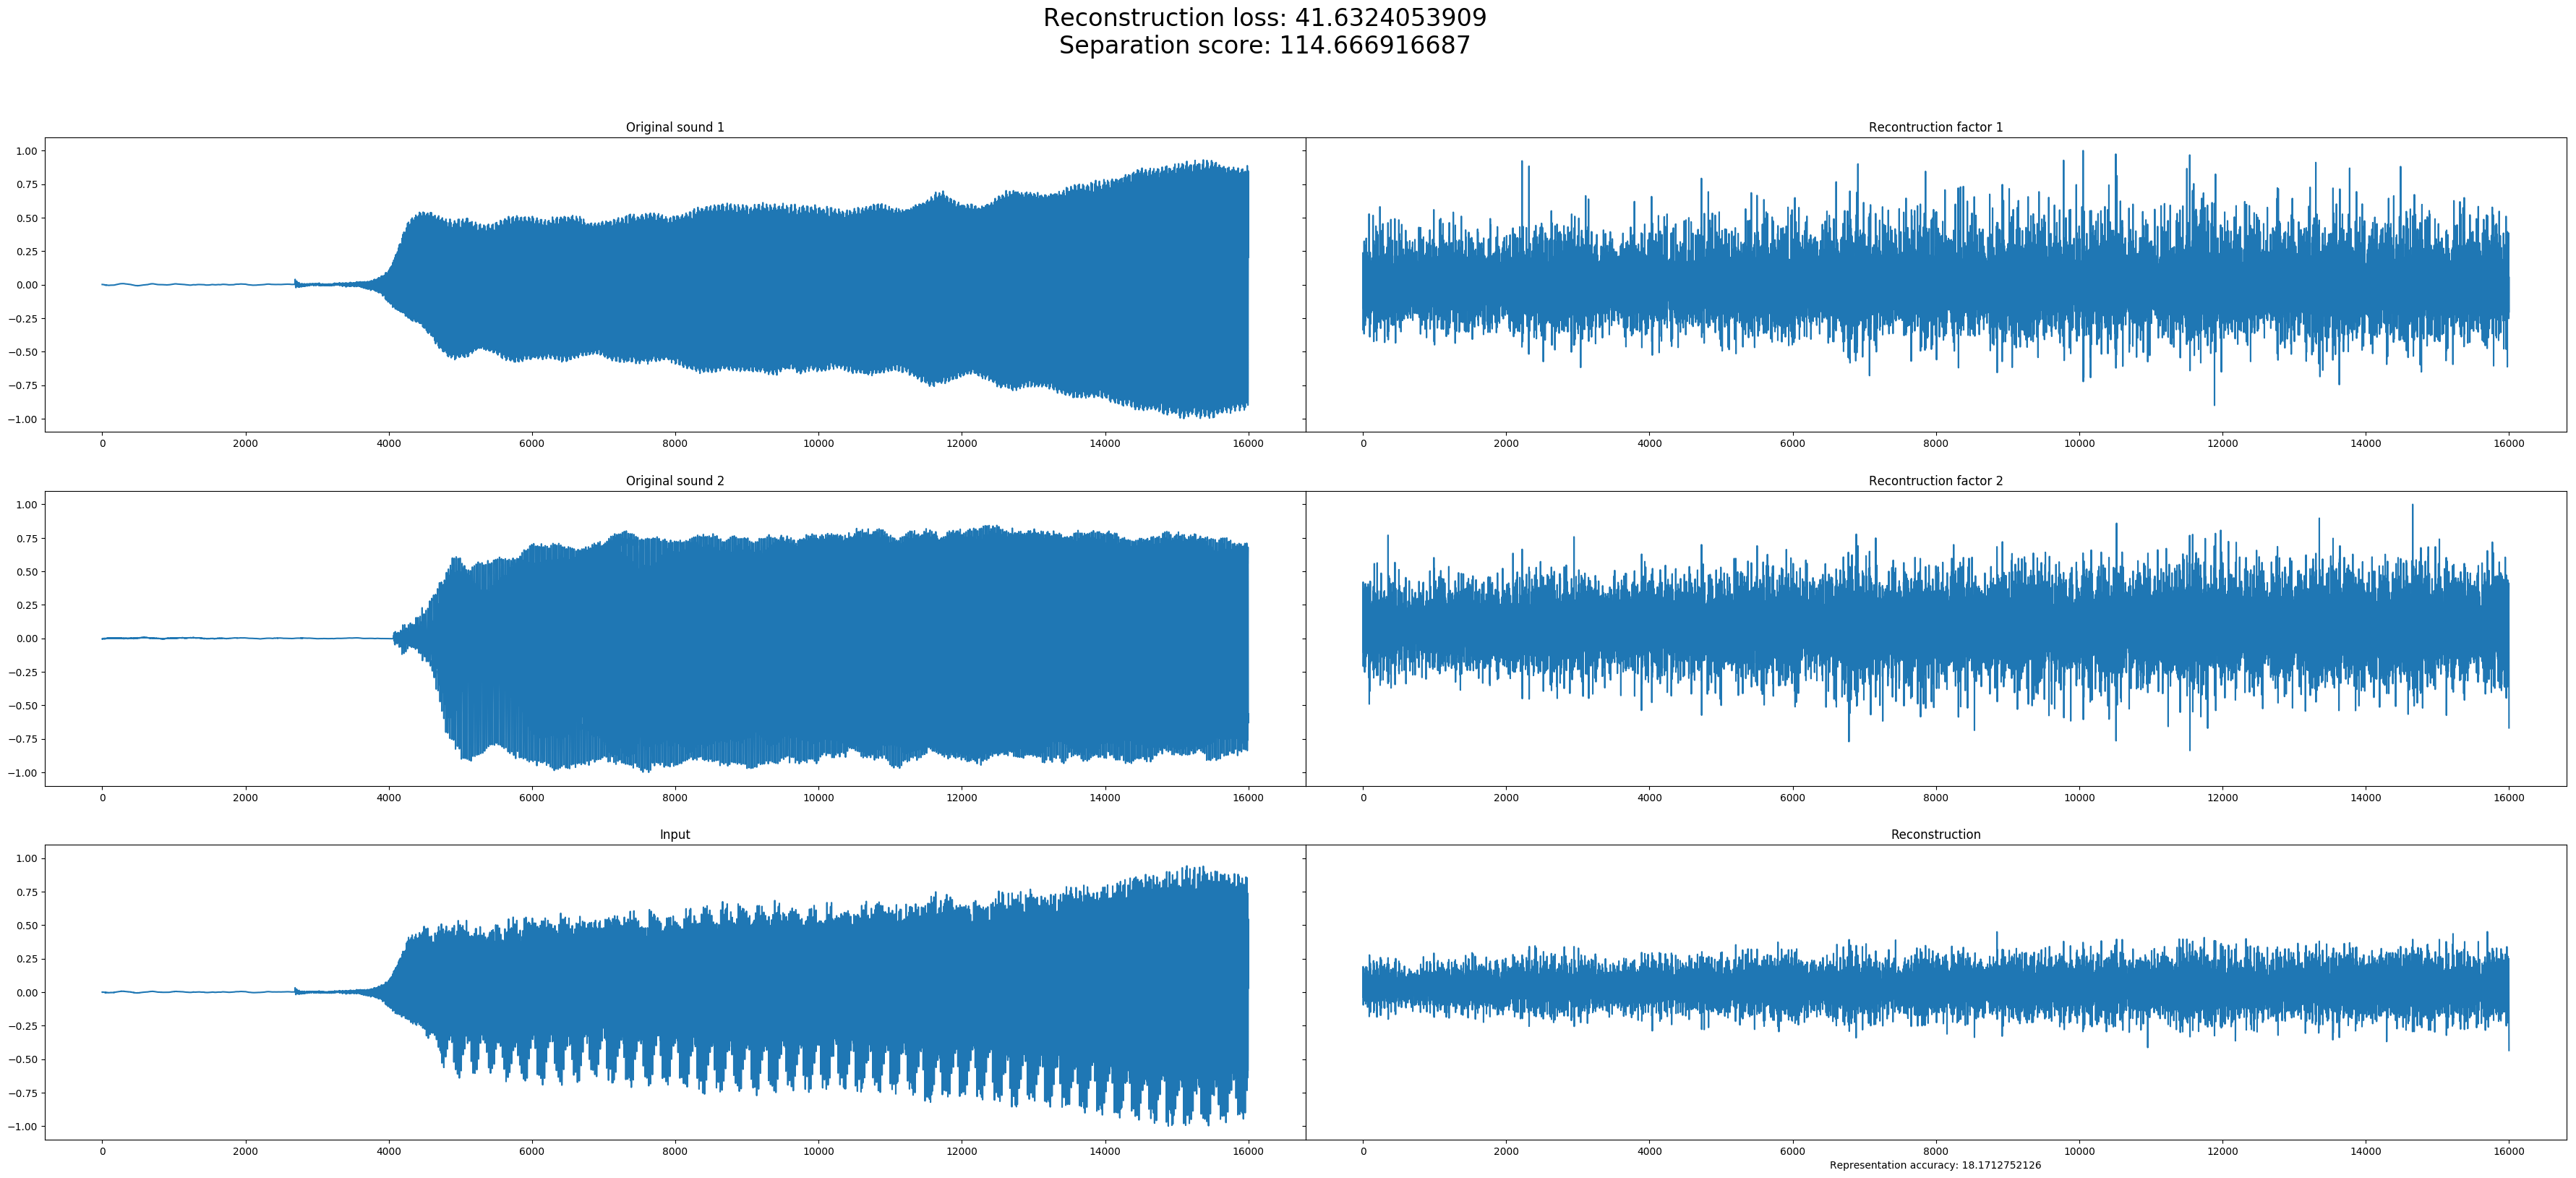 Reconstruction loss: 41.6324053909
Separation score: 114.666916687
Original sound 1
Recontruction factor 1
1.00
0.75
0.50
0.25
0.00
−0.25
−0.50
−0.75
−1.00
0 2000 4000 6000 8000 10000 12000 14000 16000
0 2000 4000 6000 8000 10000 12000 14000 16000
Original sound 2
Reconstruction factor 2
1.00
0.75
0.50
0.25
0.00
−0.25
−0.50
−0.75
−1.00
0 2000 4000 6000 8000 10000 12000 14000 16000
0 2000 4000 6000 8000 10000 12000 14000 16000
Input
Reconstruction
1.00
0.75
0.50
0.25
0.00
−0.25
−0.50
−0.75
−1.00
0 2000 4000 6000 8000 10000 12000 14000 16000
0 2000 4000 6000 8000 10000 12000 14000 16000
Representation accuracy: 18.1712752126